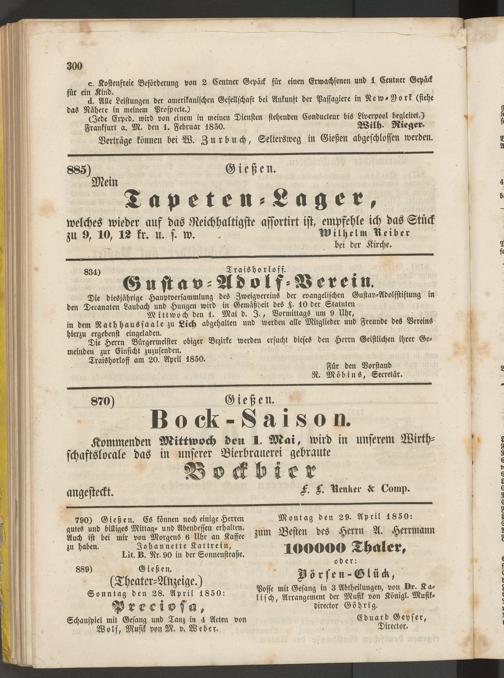 300
c. Kostenfreie Beförderung von 2 Centner Gepäck für einen Erwachsenen und 1 Centner Gepäck
für ein Kind.
d. Alle Leistungen der amerikanischen Gesellschaft bei Ankunft der Passagiere in New-York (siehe
das Nähere in meinem Prospecte.)
(Jede Exped. wird von einem in meinen Diensten stehenden Conducteur bis Liverpool begleitet.)
Frankfurt a. M. den 1. Februar 1850. Wilh. Rieger.
Verträge können bei W. Zurbuch, Seltersweg in Gießen abgeschlossen werden.
885) Gießen.
Mein
Tapeten-Lager,
welches wieder auf das Reichhaltigste assortirt ist, empfehle ich das Stück
zu 9, 10, 12 kr. u. s. w. Wilhelm Reiber
bei der Kirche.
834) Traishorloff.
Gustav-Adolf-Verein.
Die diesjährige Hauptversammlung des Zweigvereins der evangelischen Gustav-Adolfstiftung in
den Decanaten Laubach und Hungen wird in Gemäßheit des §. 10 der Statuten
Mittwoch den 1. Mai d. J., Vormittags um 9 Uhr,
in dem Rathhaussaale zu Lich abgehalten und werden alle Mitglieder und Freunde des Vereins
hierzu ergebenst eingeladen.
Die Herrn Bürgermeister obiger Bezirke werden ersucht dieses den Herrn Geistlichen ihrer Ge-
meinden zur Einsicht zuzusenden.
Traishorloff am 20. April 1850.
Für den Vorstand
R. Möbius, Secretär.
870) Gießen.
Bock-Saison.
Kommenden Mittwoch den 1. Mai, wird in unserem Wirth-
schaftslocale das in unserer Bierbrauerei gebraute
Bockbier
angesteckt. F. L. Renker & Comp.
790) Gießen. Es können noch einige Herren
gutes und billiges Mittag- und Abendessen erhalten.
Auch ist bei mir von Morgens 6 Uhr an Kaffee
zu haben. Johannette Kattrein,
Lit. B. Nr. 90 in der Sonnenstraße.
889) Gießen.
(Theater-Anzeige.)
Sonntag den 28. April 1850:
Preciosa,
Schauspiel mit Gesang und Tanz in 4 Acten von
Wolf, Musik von M. v. Weber.
Montag den 29. April 1850:
zum Besten des Herrn A. Herrmann
100000 Thaler,
oder:
Börsen-Glück,
Posse mit Gesang in 3 Abtheilungen, von Dr. Ka-
lisch, Arrangement der Musik von Königl. Musik-
director Göhrig.
Eduard Geyser,
Director.